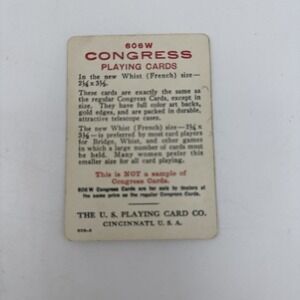 606W
CONGRESS
PLAYING CARDS
In the new Whist (French) size—
2¼ x 3½.
These cards are exactly the same as
the regular Congress Cards, except in
size. They have full color art backs,
gold edges, and are packed in durable,
attractive telescope cases.
The new Whist (French) size—2¼ x
3½—is preferred by most card players
for Bridge, Whist, and other games in
which a large number of cards must
be held. Many women prefer this
smaller size for all card playing.
This is NOT a sample of
Congress Cards.
606W Congress Cards are for sale by dealers at
the same price as the regular Congress Cards.
THE U. S. PLAYING CARD CO.
CINCINNATI, U. S. A.